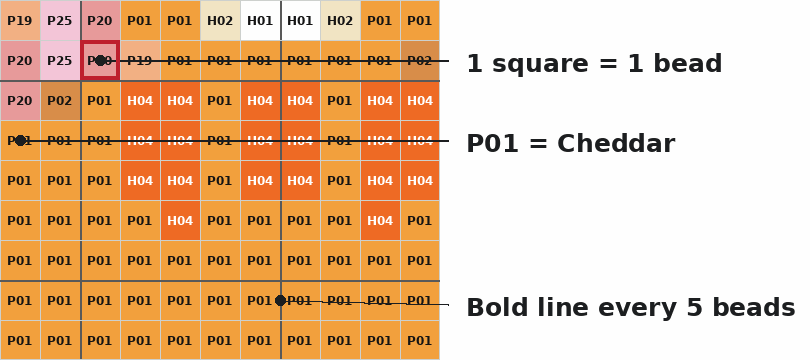 P19 P25 P20 P01 P01 H02 H01 H01 H02 P01 P01
P20 P25 P20 P19 P01 P01 P01 P01 P01 P01 P02
1 square = 1 bead
P20 P02 P01 H04 H04 P01 H04 H04 P01 H04 H04
P01 P01 P01 H04 H04 P01 H04 H04 P01 H04 H04
P01 = Cheddar
P01 P01 P01 H04 H04 P01 H04 H04 P01 H04 H04
P01 P01 P01 P01 H04 P01 P01 P01 P01 H04 P01
P01 P01 P01 P01 P01 P01 P01 P01 P01 P01 P01
P01 P01 P01 P01 P01 P01 P01 P01 P01 P01 P01
Bold line every 5 beads
P01 P01 P01 P01 P01 P01 P01 P01 P01 P01 P01